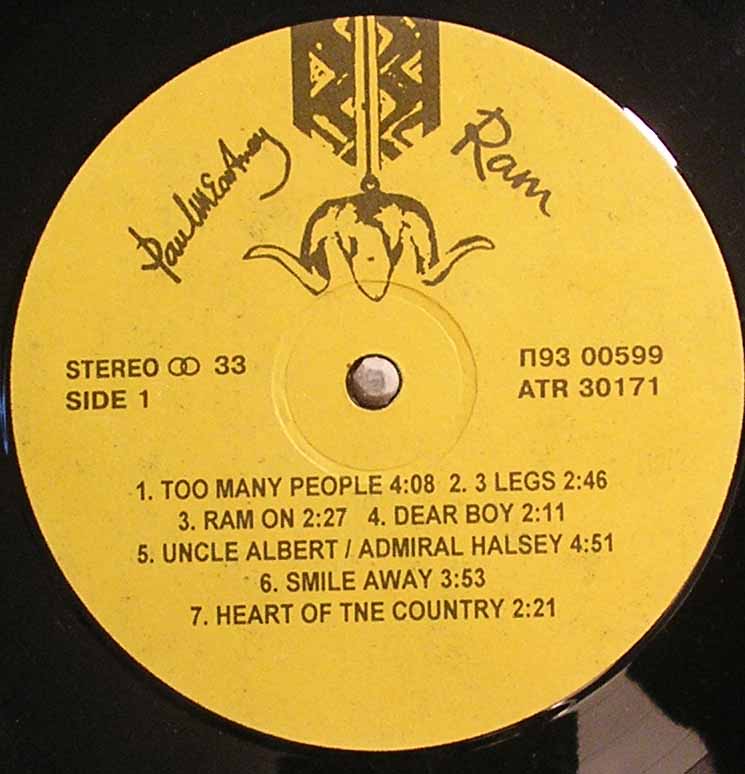 Paul McCartney
Ram
STEREO ꝏ 33
SIDE 1
П93 00599
ATR 30171
1. TOO MANY PEOPLE 4:08 2. 3 LEGS 2:46
3. RAM ON 2:27 4. DEAR BOY 2:11
5. UNCLE ALBERT / ADMIRAL HALSEY 4:51
6. SMILE AWAY 3:53
7. HEART OF TNE COUNTRY 2:21